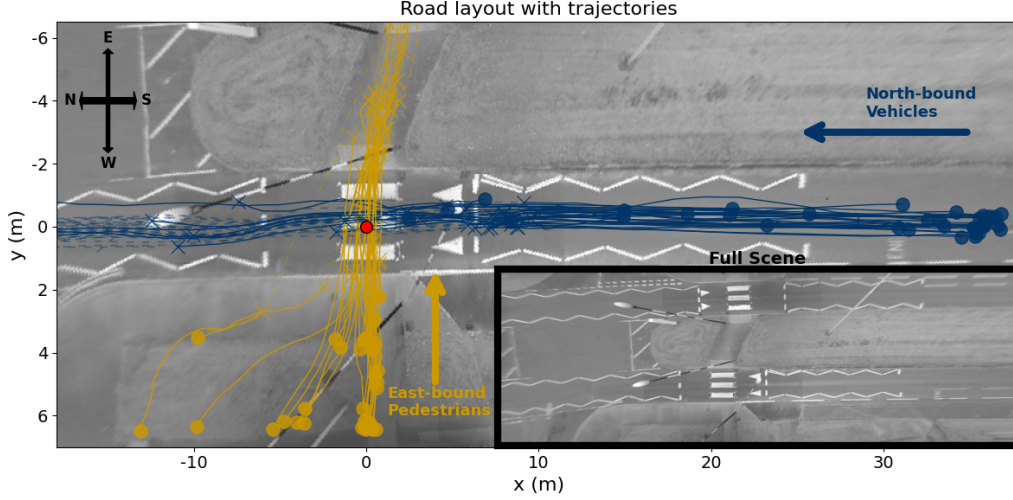 Road layout with trajectories
-6
-4
-2
0
2
4
6
y (m)
E
N
S
W
North-bound
Vehicles
East-bound
Pedestrians
Full Scene
-10
0
10
20
30
x (m)